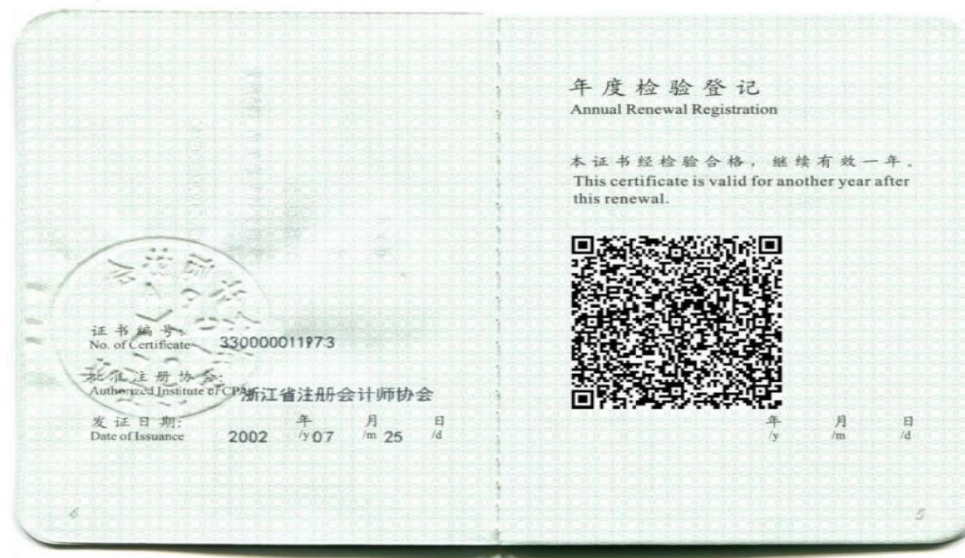 证书编号:
No. of Certificate 330000011973
批准注册协会:
Authorized Institute of CPA 浙江省注册会计师协会
发证日期: 年 月 日
Date of Issuance 2002 /y 07 /m 25 /d
6
年度检验登记
Annual Renewal Registration
本证书经检验合格，继续有效一年。
This certificate is valid for another year after
this renewal.
年 月 日
/y /m /d
5